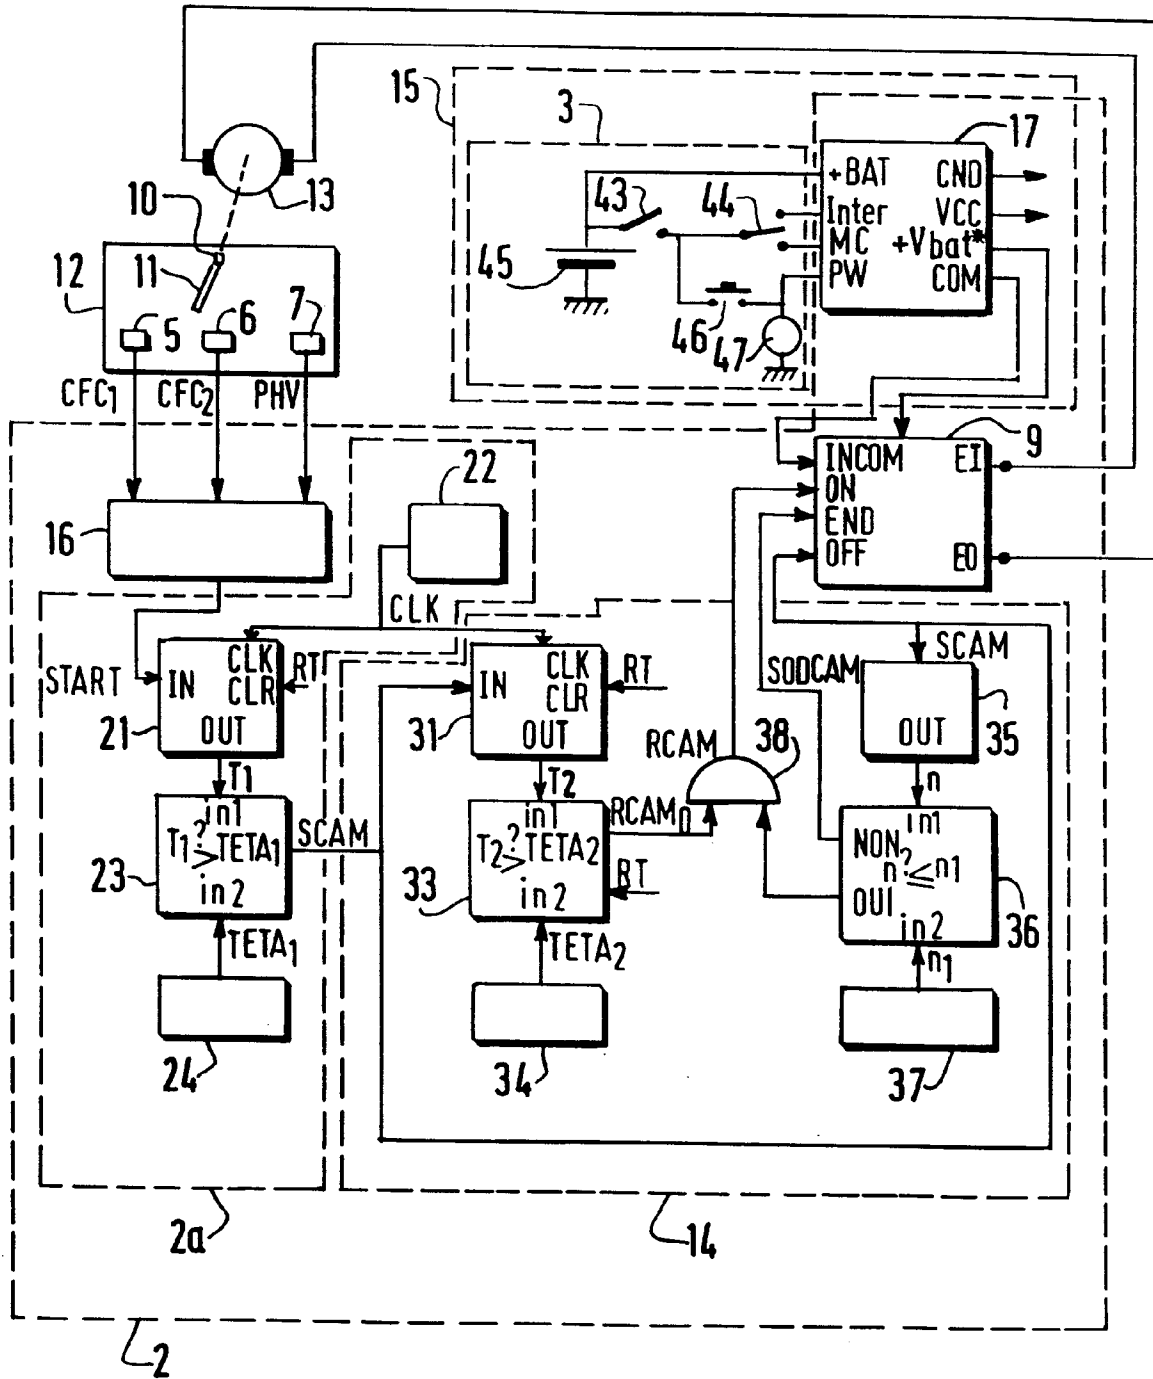 15
3
17
+BAT
CND
Inter
VCC
MC
+Vbat*
PW
COM
43
44
45
46
47
13
10
12
11
5
6
7
CFC1
CFC2
PHV
9
INCOM
EI
ON
END
OFF
EO
22
16
CLK
START
IN
CLK
CLR
RT
OUT
21
IN
CLK
CLR
RT
OUT
31
SODCAM
SCAM
OUT
35
RCAM
38
T1
T2
n
in1
T1 ?> TETA1
in2
23
SCAM
in1
T2 ?> TETA2
in2
33
RCAM0
RT
in1
NON
n ?≤ n1
OUI
in2
36
TETA1
TETA2
n1
24
34
37
2a
14
2